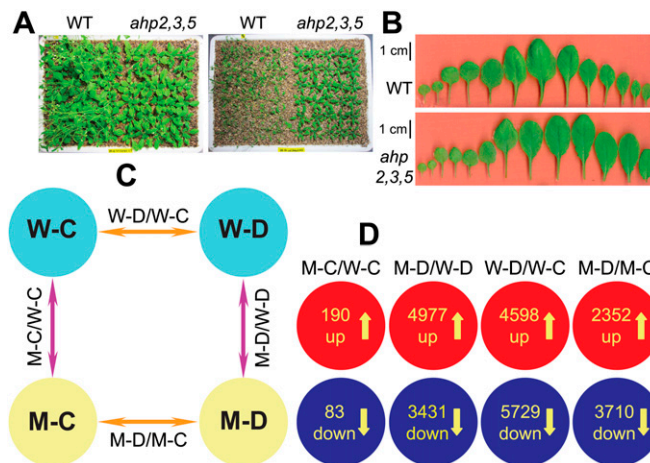 A
WT ahp2,3,5
WT ahp2,3,5
B
1 cm
WT
1 cm
ahp
2,3,5
C
W-C
W-D/W-C
W-D
M-C/W-C
M-D/W-D
M-C
M-D/M-C
M-D
D
M-C/W-C M-D/W-D W-D/W-C M-D/M-C
190 4977 4598 2352
up up up up
83 3431 5729 3710
down down down down